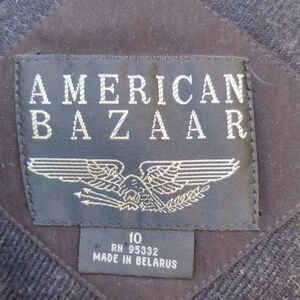 AMERICAN
BAZAAR
10
RN 95332
MADE IN BELARUS